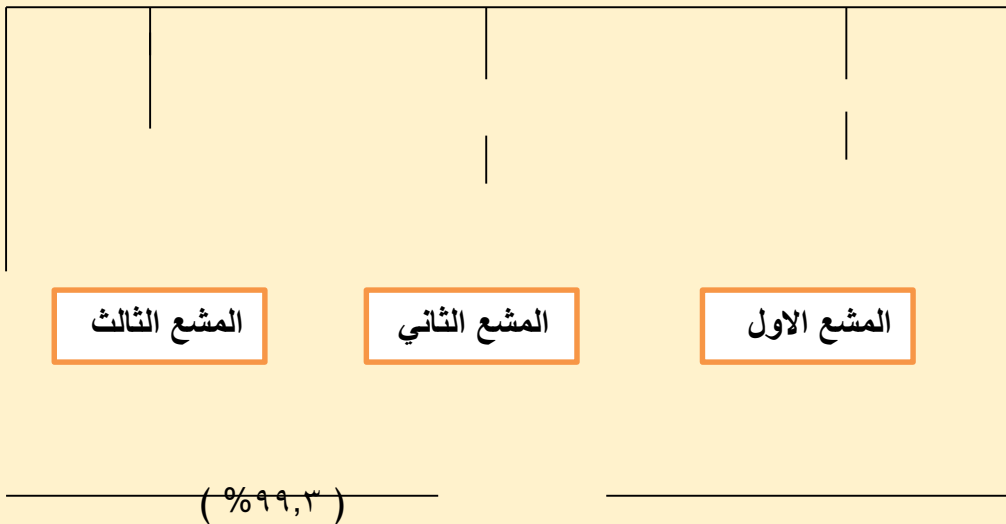 المشع الاول
المشع الثاني
المشع الثالث
( ٩٩,٣% )